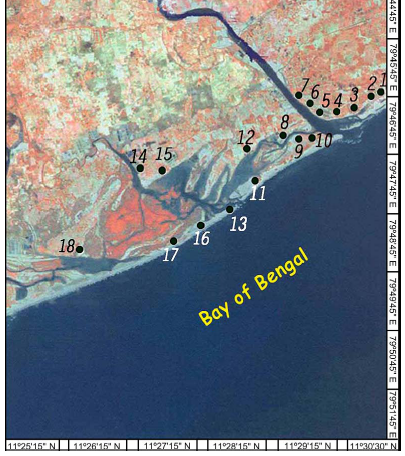 1
2
3
4
5
6
7
8
9
10
11
12
13
14
15
16
17
18
Bay of Bengal
79°45'45" E
79°46'45" E
79°47'45" E
79°48'45" E
79°49'45" E
79°50'45" E
79°51'45" E
11°25'15" N
11°26'15" N
11°27'15" N
11°28'15" N
11°29'15" N
11°30'30" N